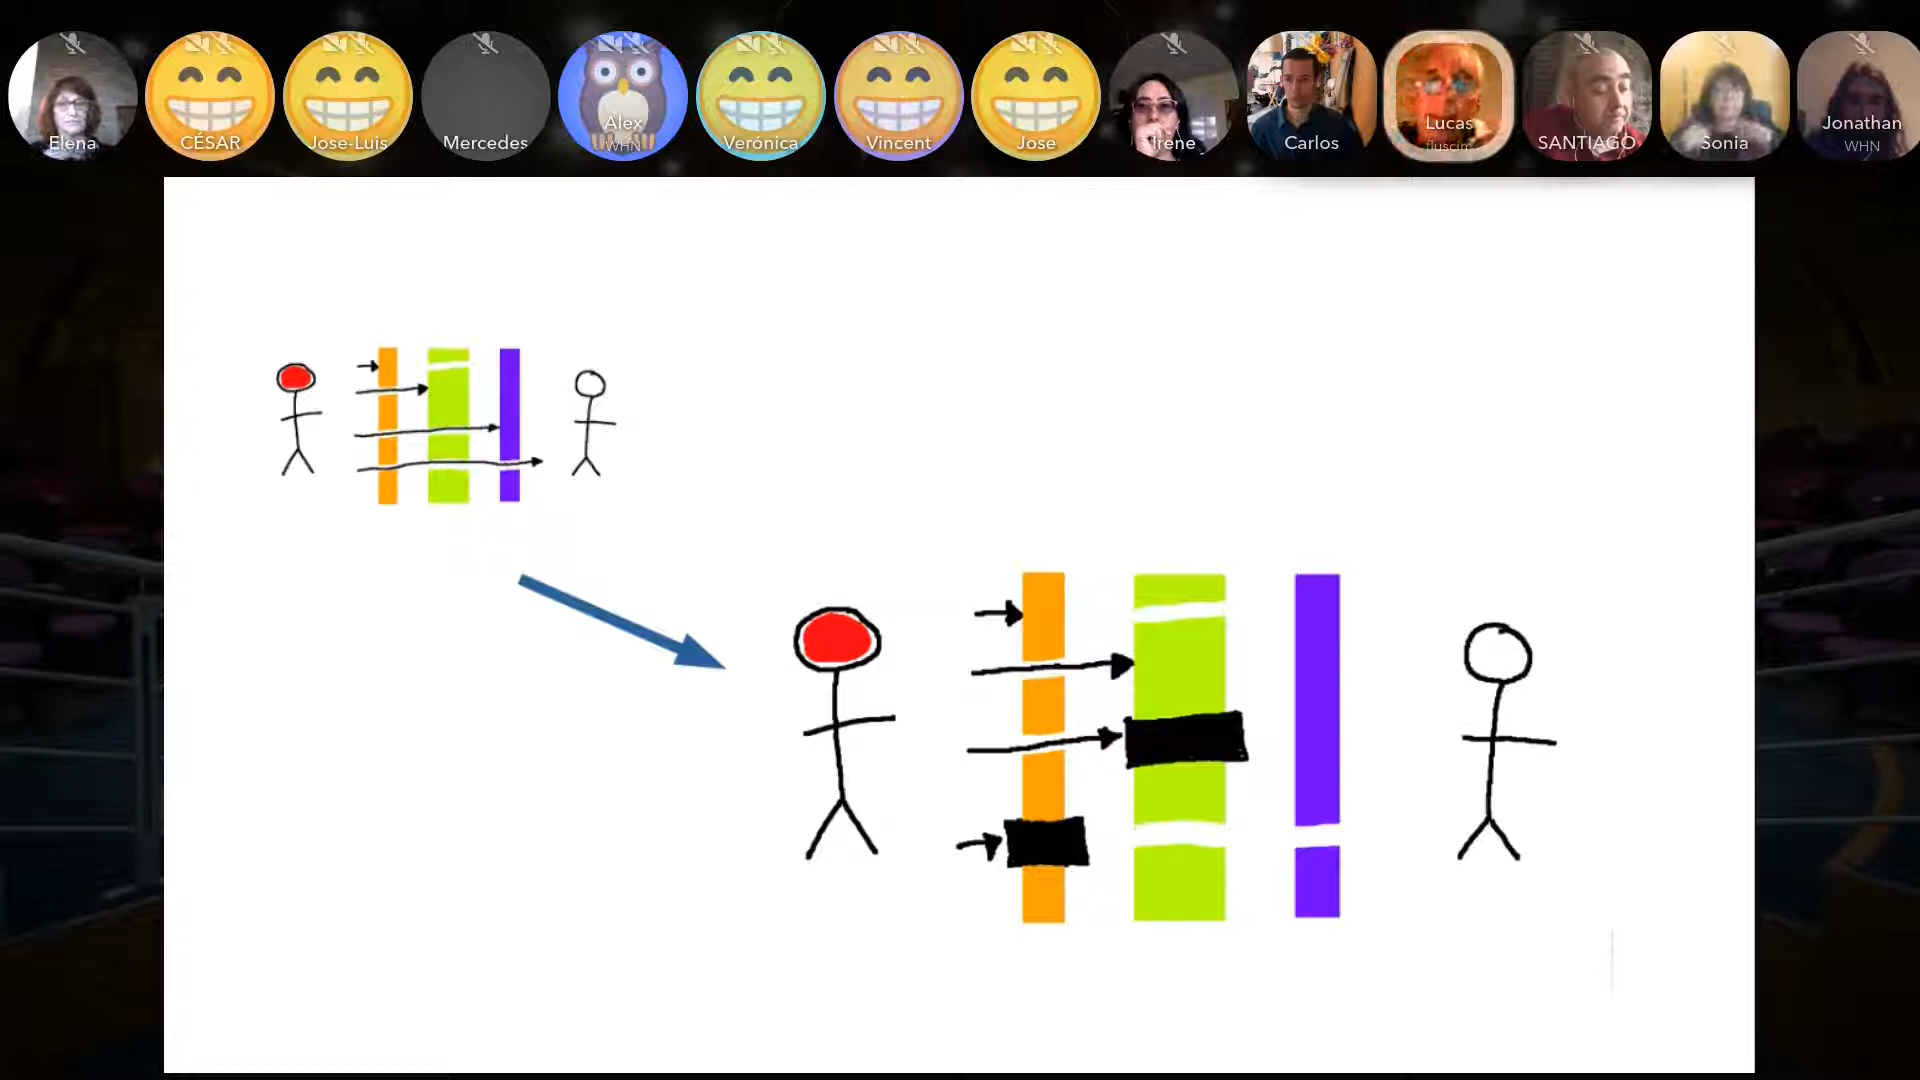 Elena
CÉSAR
Jose-Luis
Mercedes
Alex
WHN
Verónica
Vincent
Jose
Irene
Carlos
Lucas
SANTIAGO
Sonia
Jonathan
WHN